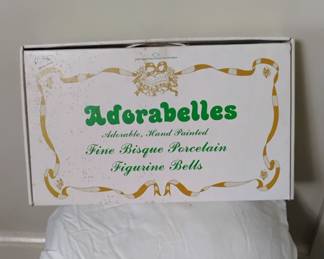 Adorabelles
Adorable, Hand Painted
Fine Bisque Porcelain
Figurine Bells